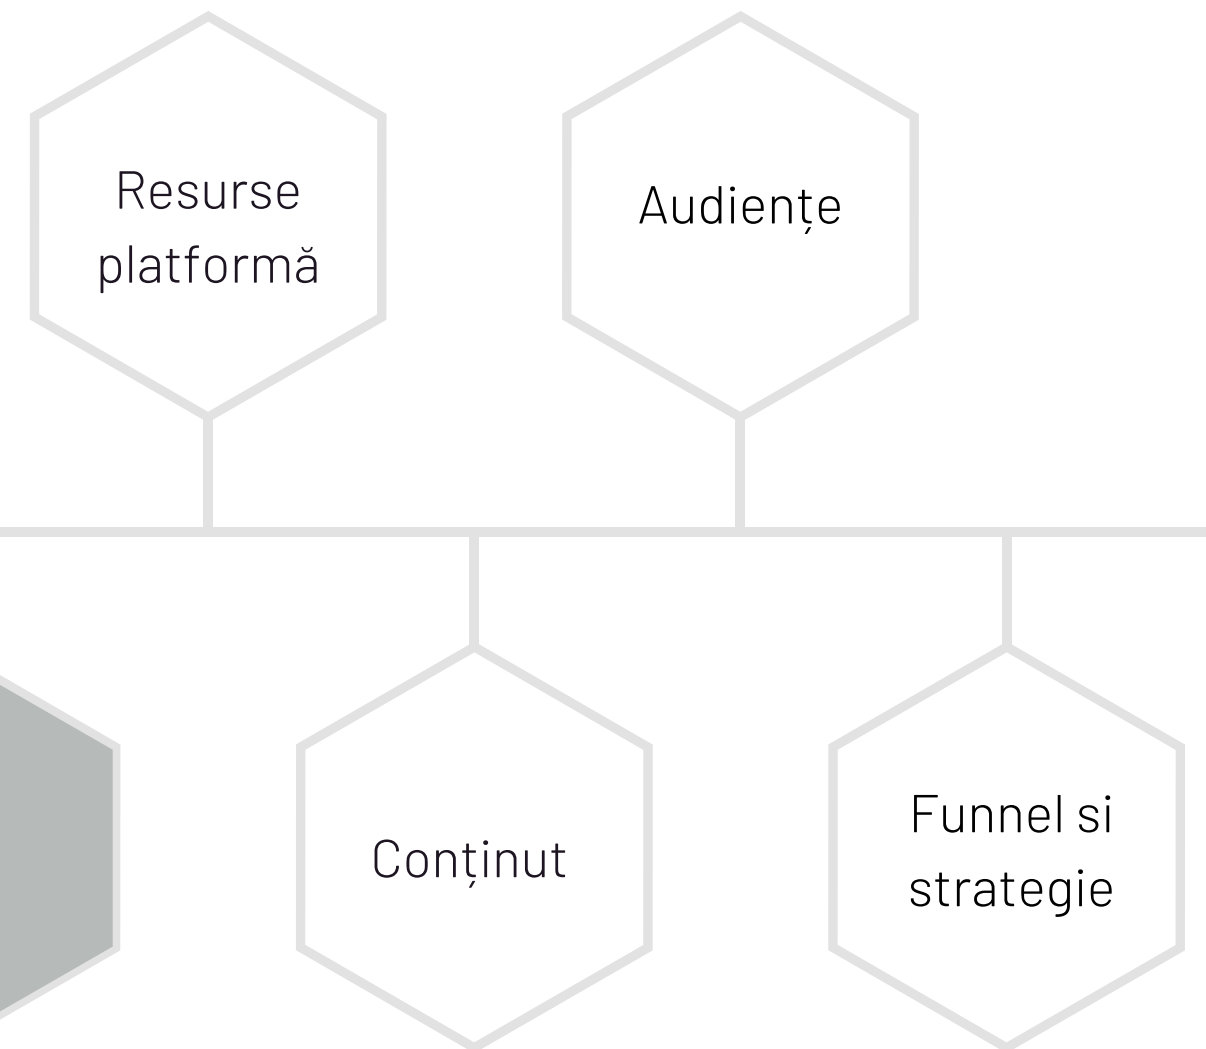 Resurse
platformă
Audiențe
Conținut
Funnel si
strategie